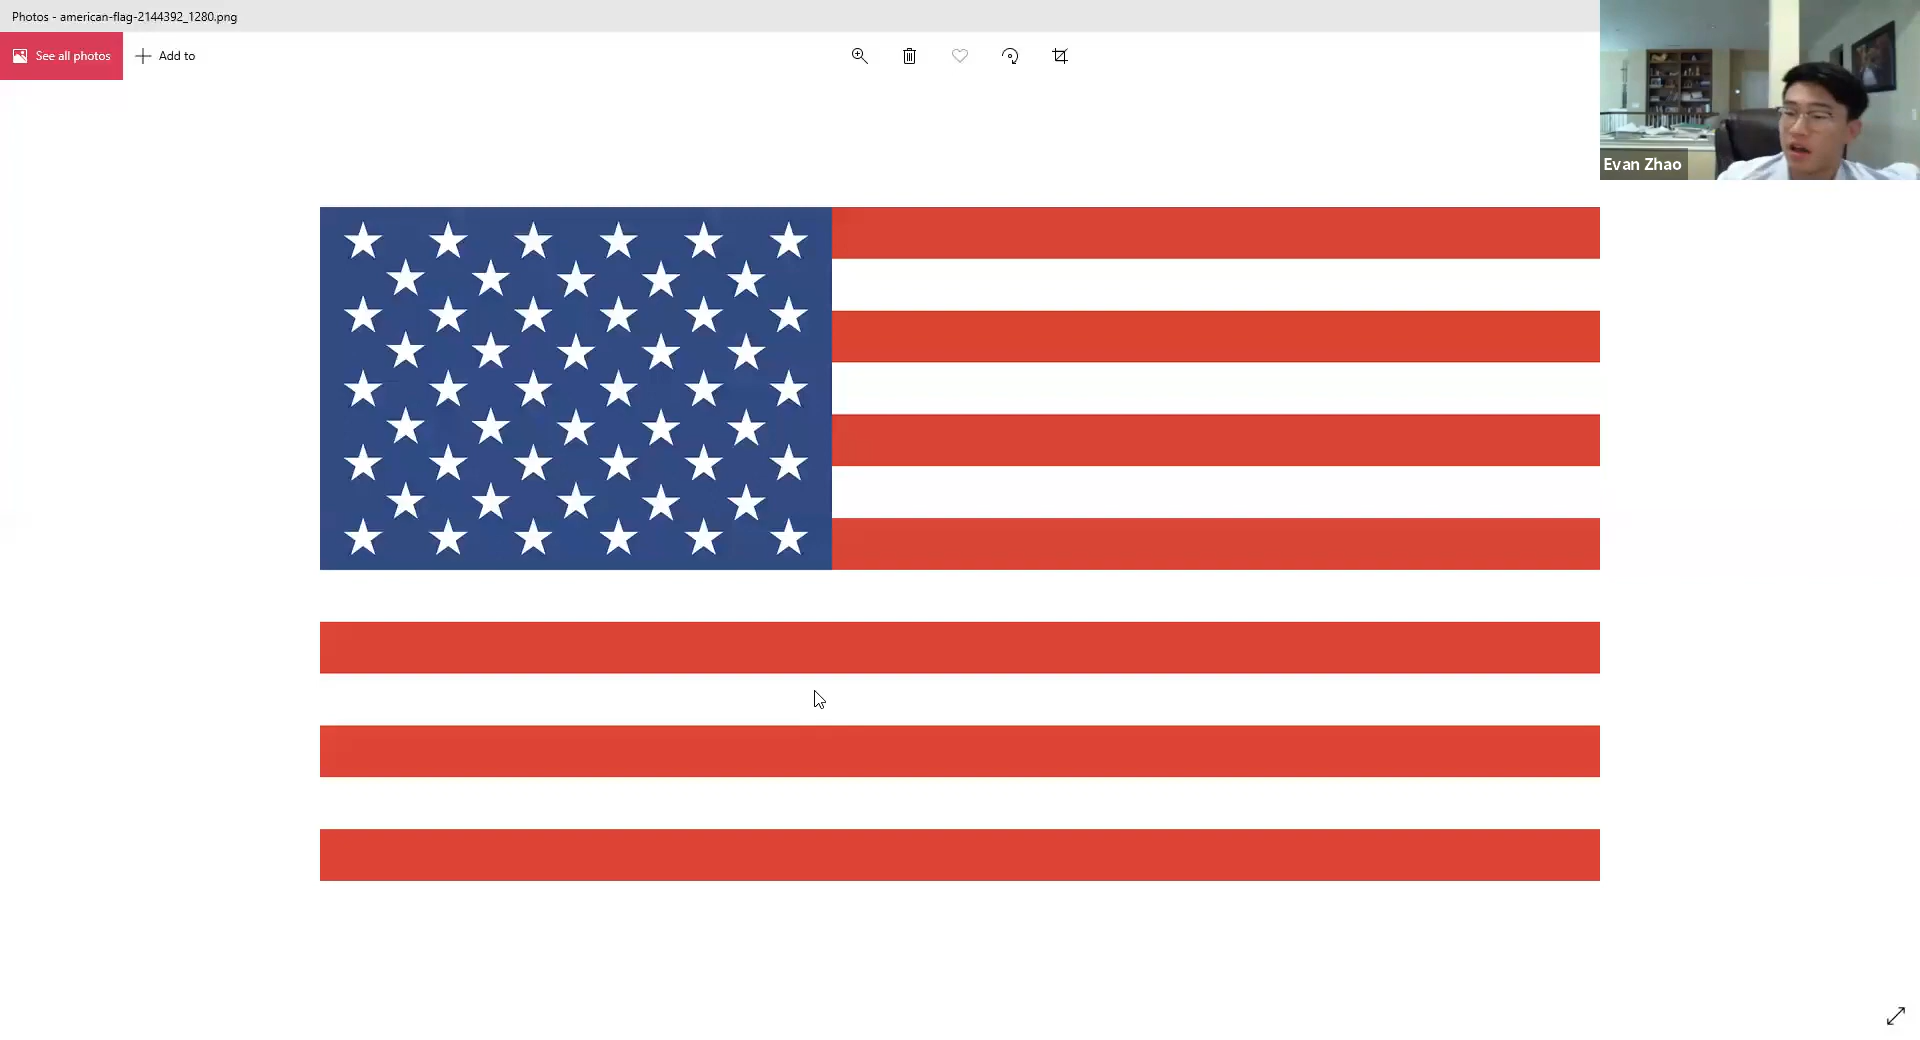 Photos - american-flag-2144392_1280.png
See all photos
Add to
Evan Zhao